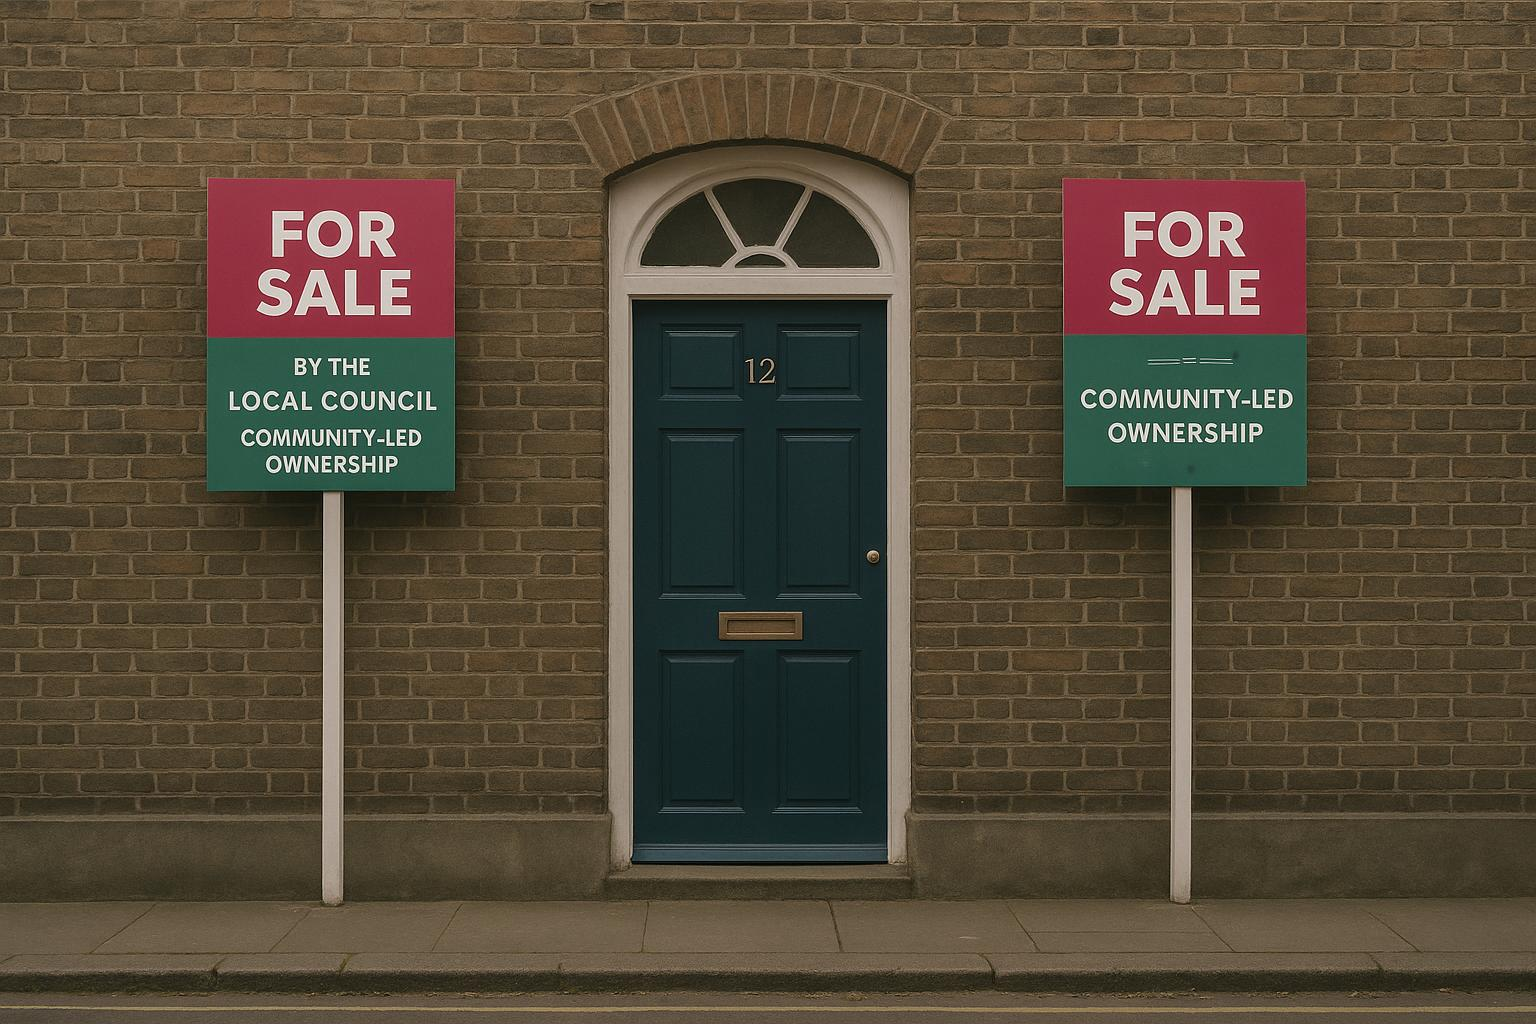 FOR
SALE
BY THE
LOCAL COUNCIL
COMMUNITY-LED
OWNERSHIP
12
FOR
SALE
COMMUNITY-LED
OWNERSHIP